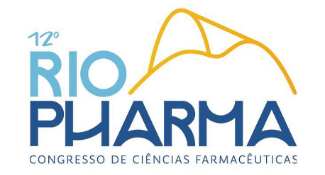 12º
RIO
PHARMA
CONGRESSO DE CIÊNCIAS FARMACÊUTICAS